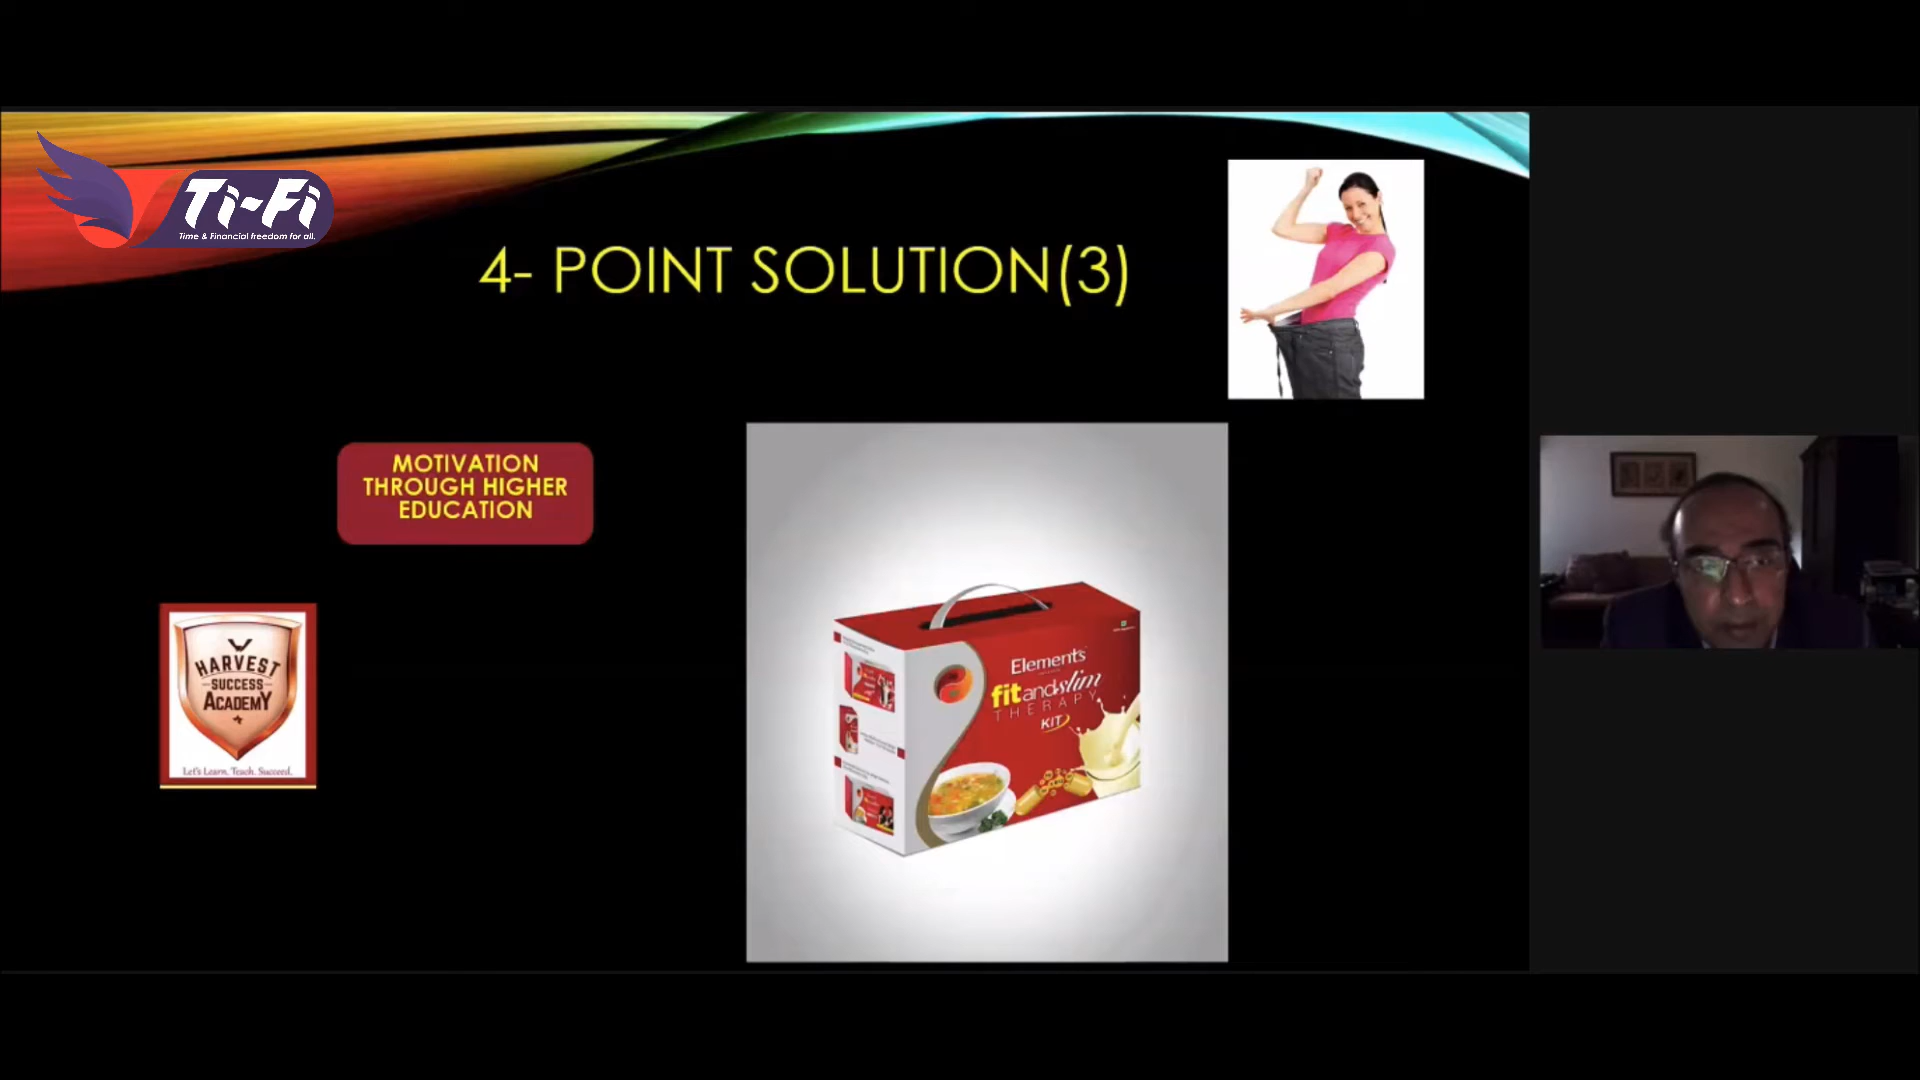 Ti-Fi
Time & Financial freedom for all.
4- POINT SOLUTION(3)
MOTIVATION
THROUGH HIGHER
EDUCATION
HARVEST
SUCCESS
ACADEMY
Let's Learn. Teach. Succeed.
Elements
fit and slim
THERAPY
KIT